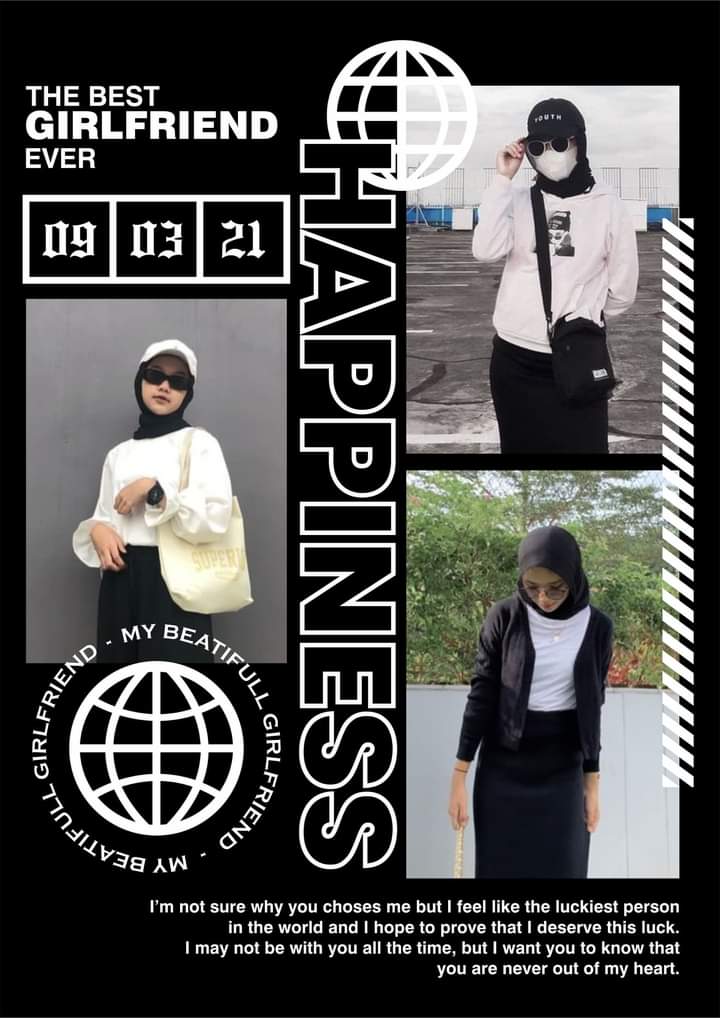 THE BEST
GIRLFRIEND
EVER
09 03 21
HAPPINESS
YOUTH
MY BEATIFULL GIRLFRIEND - MY BEATIFULL GIRLFRIEND -
I'm not sure why you choses me but I feel like the luckiest person
in the world and I hope to prove that I deserve this luck.
I may not be with you all the time, but I want you to know that
you are never out of my heart.